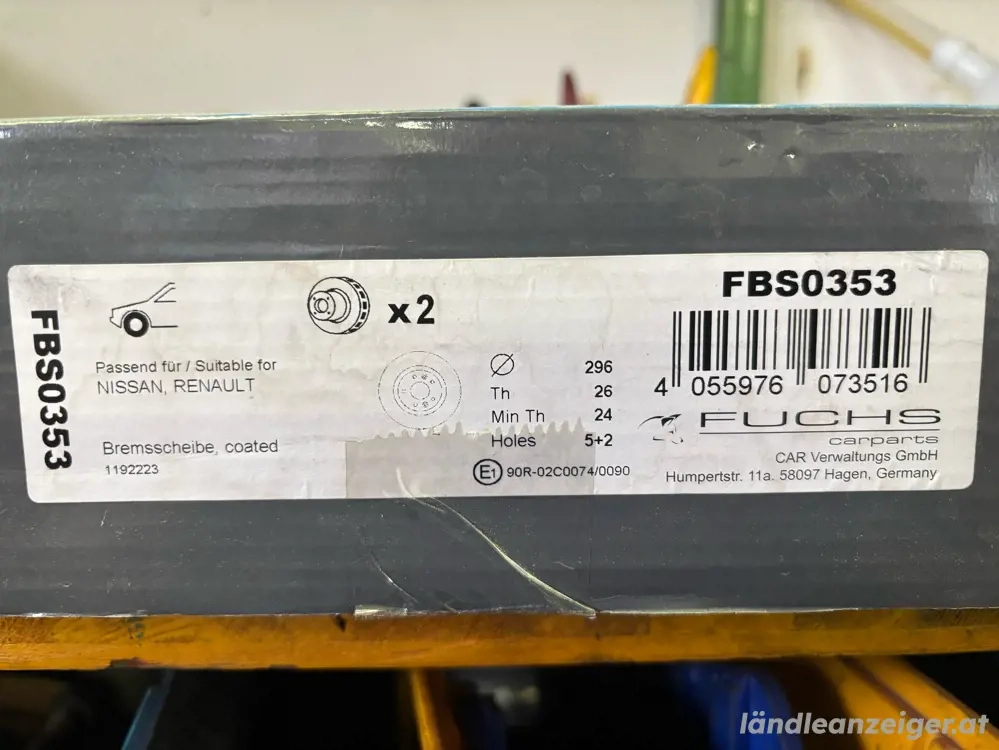 FBS0353
x2
Passend für / Suitable for
NISSAN, RENAULT
Bremsscheibe, coated
1192223
∅ 296
Th 26
Min Th 24
Holes 5+2
E1 90R-02C0074/0090
FBS0353
4 055976 073516
FUCHS
carparts
CAR Verwaltungs GmbH
Humpertstr. 11a. 58097 Hagen, Germany
ländleanzeiger.at